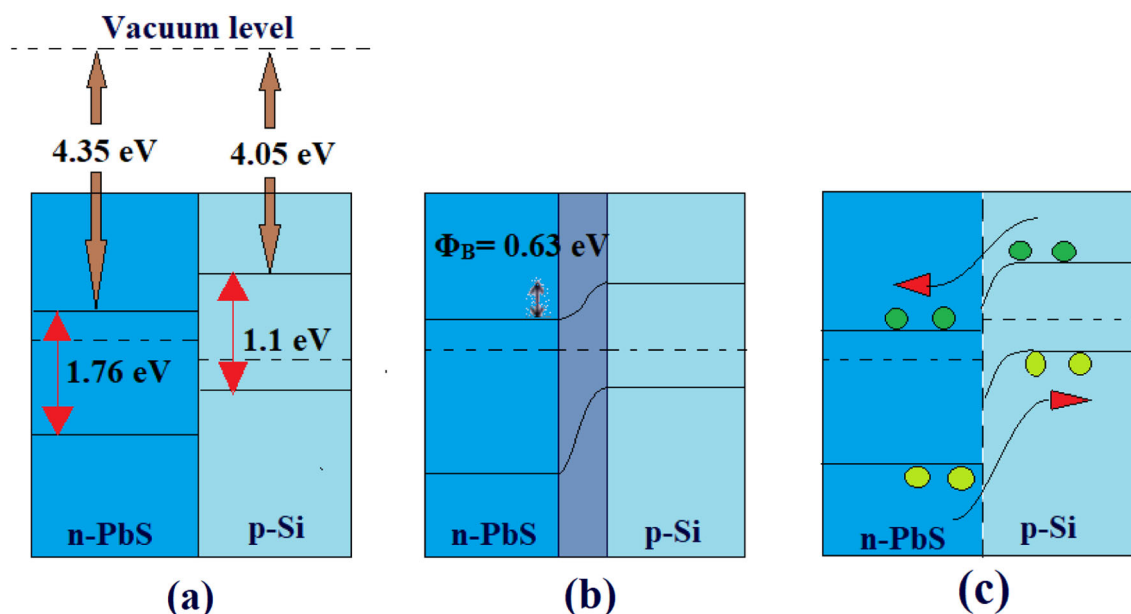 Vacuum level
4.35 eV
4.05 eV
1.76 eV
1.1 eV
n-PbS
p-Si
(a)
Φ_B= 0.63 eV
n-PbS
p-Si
(b)
n-PbS
p-Si
(c)